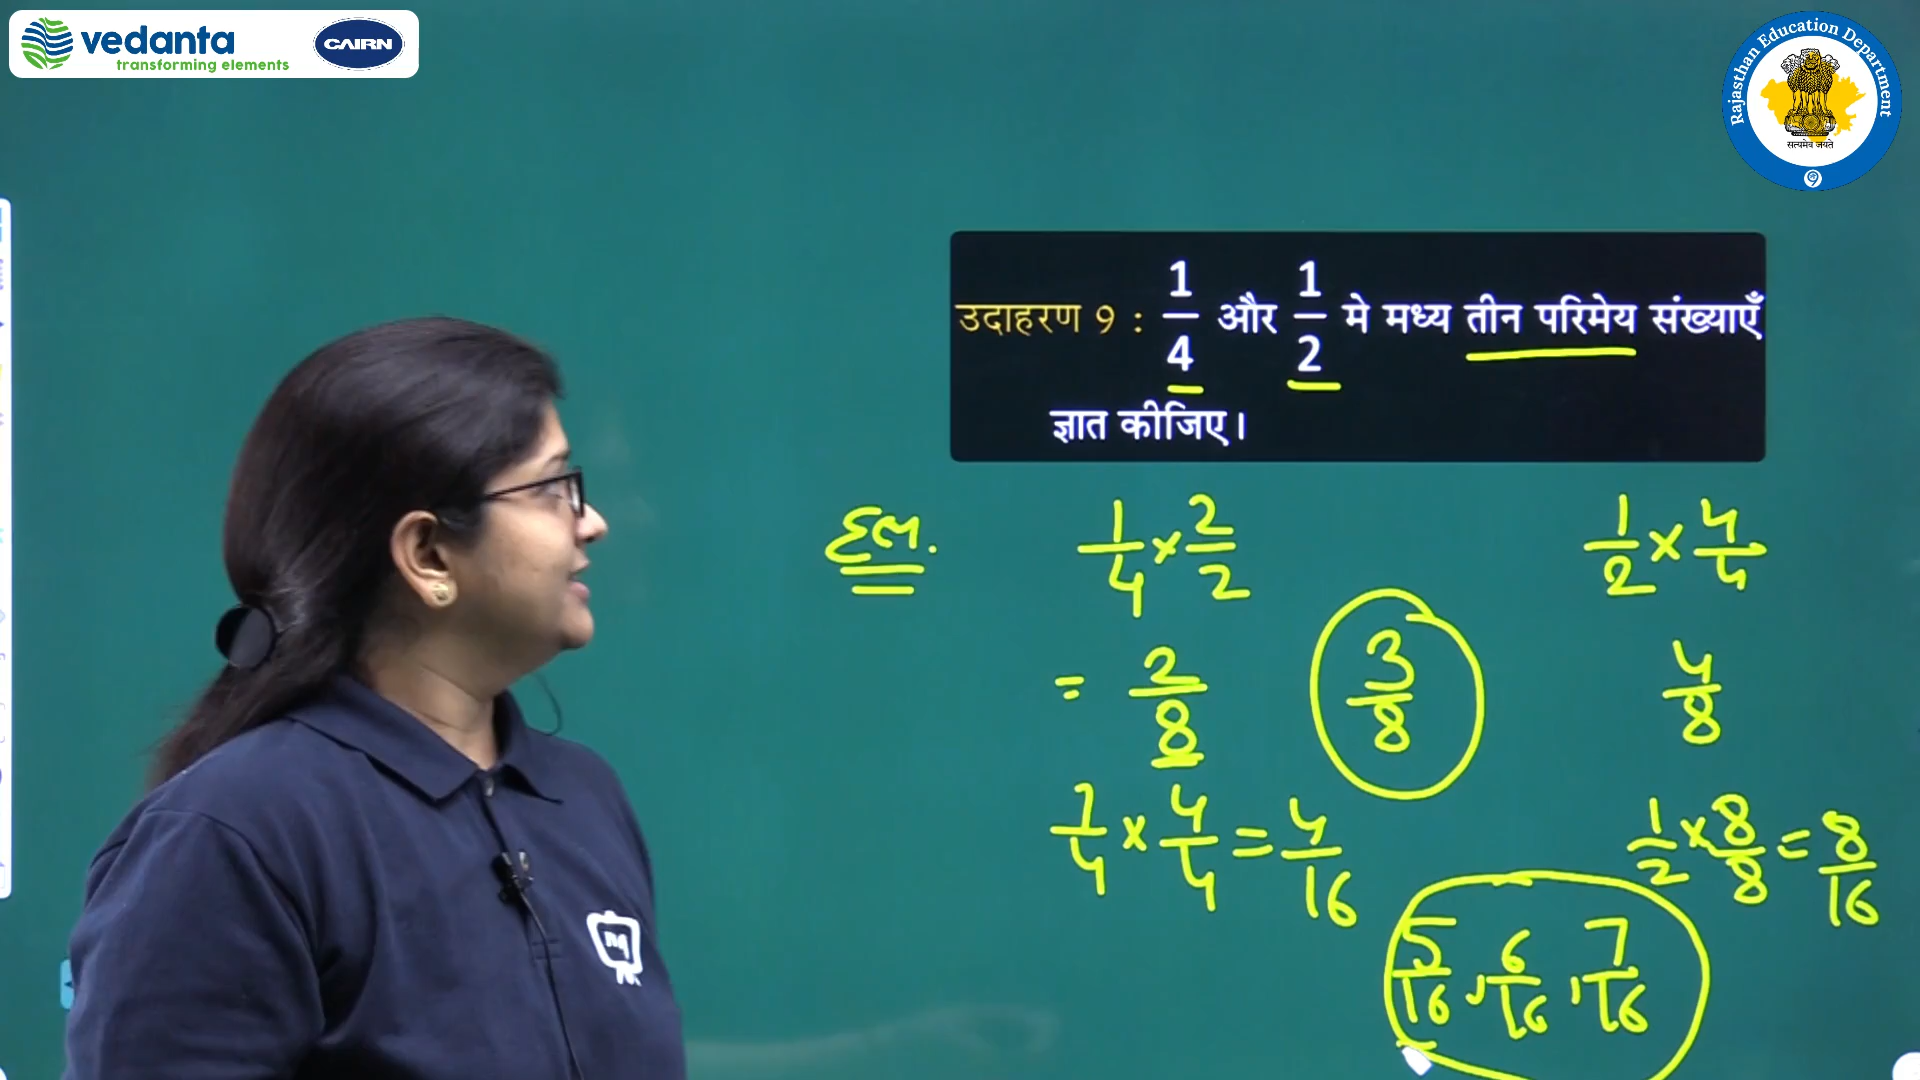 vedanta
transforming elements
CAIRN
Rajasthan Education Department
सत्यमेव जयते
उदाहरण 9 : 1/4 और 1/2 मे मध्य तीन परिमेय संख्याएँ
ज्ञात कीजिए।
हल. 1/4 × 2/2 1/2 × 4/4
= 2/8 3/8 4/8
1/4 × 4/4 = 4/16 1/2 × 8/8 = 8/16
5/16, 6/16, 7/16